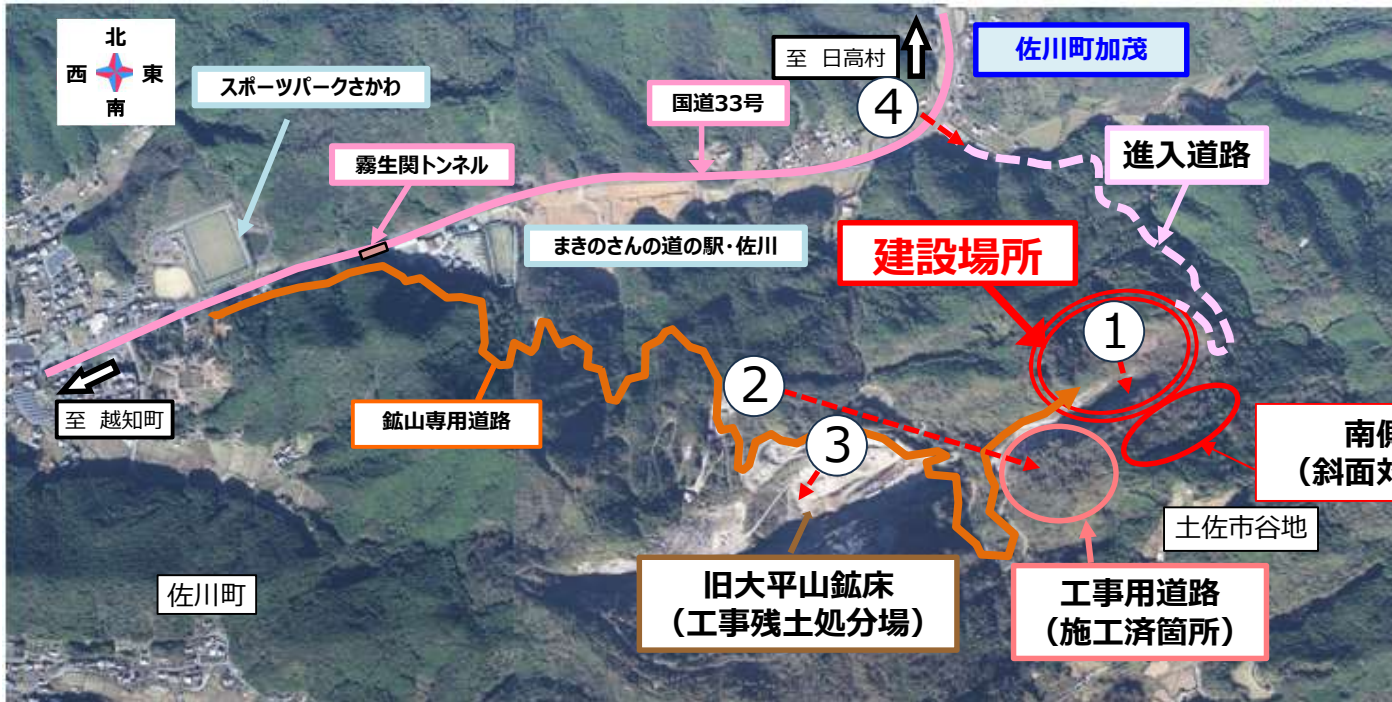 北
西 東
南
スポーツパークさかわ
霧生関トンネル
国道33号
至 日高村
④
佐川町加茂
進入道路
まきのさんの道の駅・佐川
建設場所
①
②
③
至 越知町
鉱山専用道路
南側
（斜面対
土佐市谷地
佐川町
旧大平山鉱床
（工事残土処分場）
工事用道路
（施工済箇所）